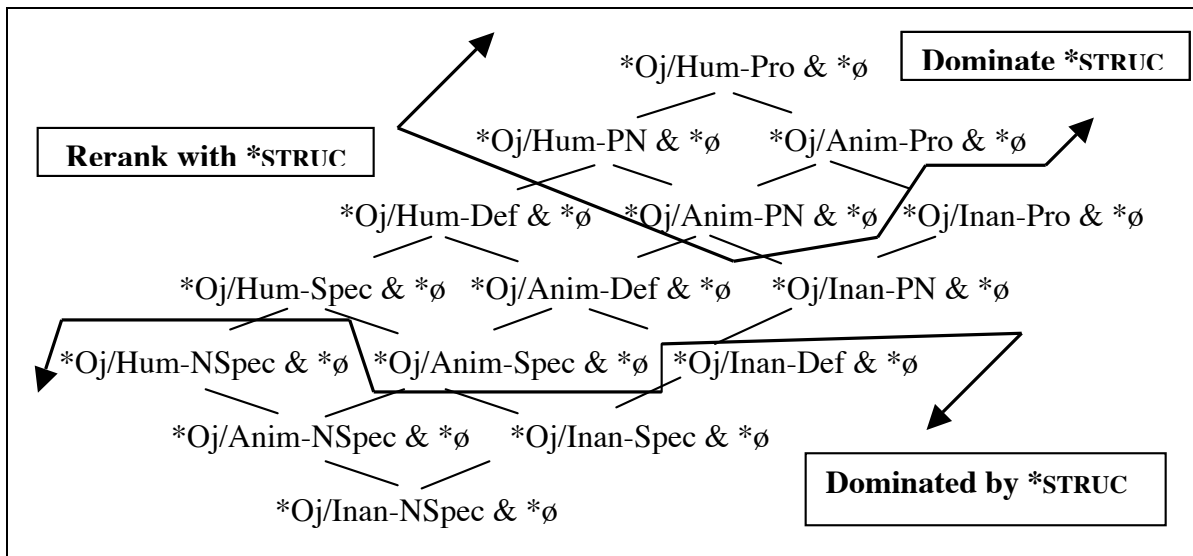 *Oj/Hum-Pro & *ø
Dominate *STRUC
Rerank with *STRUC
*Oj/Hum-PN & *ø *Oj/Anim-Pro & *ø
*Oj/Hum-Def & *ø *Oj/Anim-PN & *ø *Oj/Inan-Pro & *ø
*Oj/Hum-Spec & *ø *Oj/Anim-Def & *ø *Oj/Inan-PN & *ø
*Oj/Hum-NSpec & *ø *Oj/Anim-Spec & *ø *Oj/Inan-Def & *ø
*Oj/Anim-NSpec & *ø *Oj/Inan-Spec & *ø
Dominated by *STRUC
*Oj/Inan-NSpec & *ø